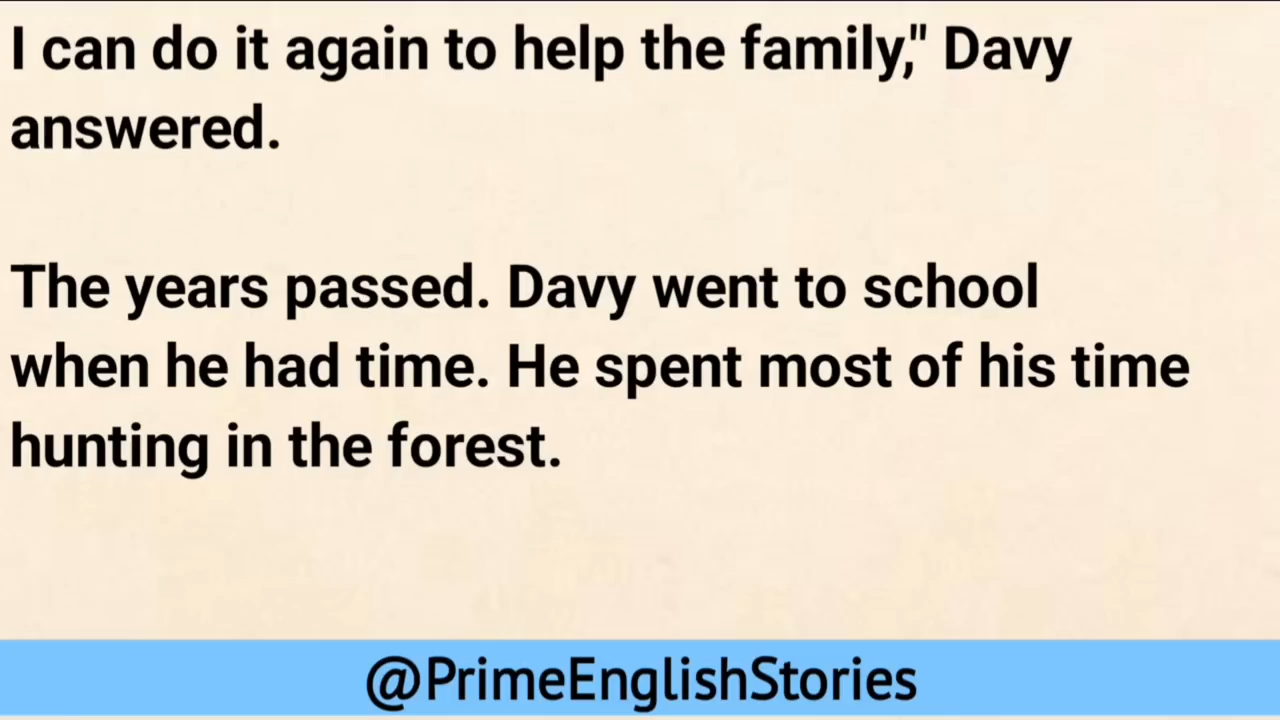 I can do it again to help the family," Davy
answered.
The years passed. Davy went to school
when he had time. He spent most of his time
hunting in the forest.
@PrimeEnglishStories